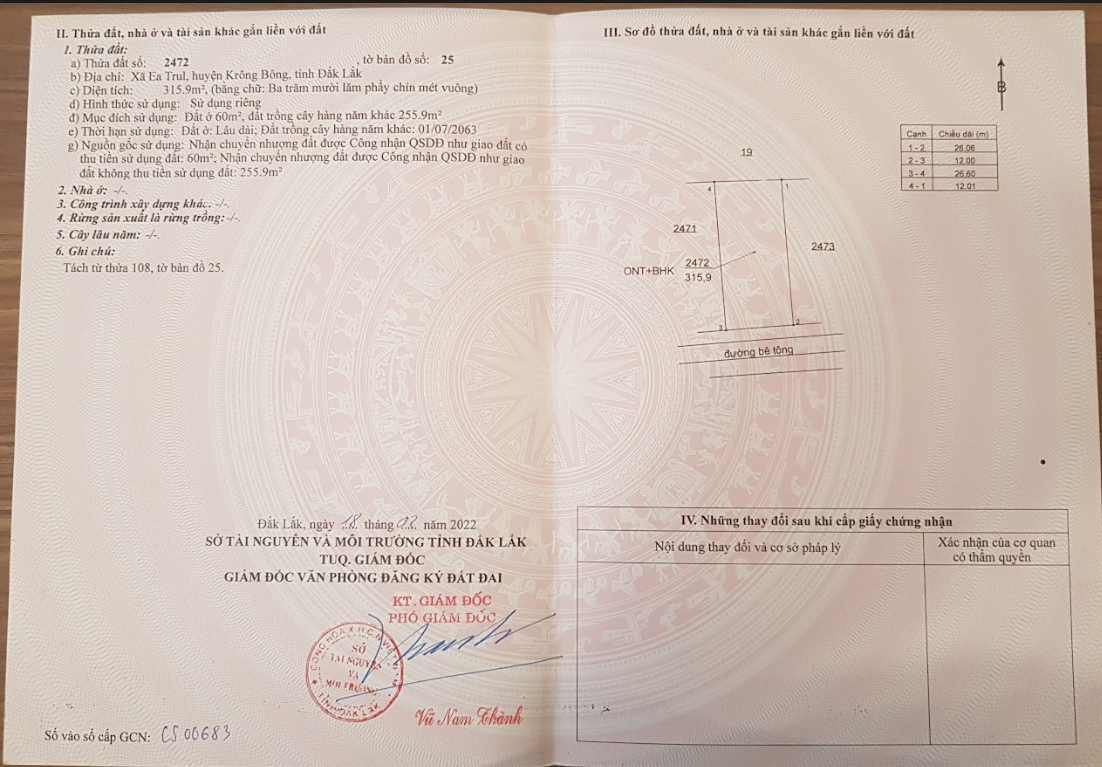 II. Thửa đất, nhà ở và tài sản khác gắn liền với đất
1. Thửa đất:
a) Thửa đất số: 2472 , tờ bản đồ số: 25
b) Địa chỉ: Xã Ea Trul, huyện Krông Bông, tỉnh Đắk Lắk
c) Diện tích: 315.9m², (bằng chữ: Ba trăm mười lăm phẩy chín mét vuông)
d) Hình thức sử dụng: Sử dụng riêng
đ) Mục đích sử dụng: Đất ở 60m², đất trồng cây hàng năm khác 255.9m²
e) Thời hạn sử dụng: Đất ở: Lâu dài; Đất trồng cây hàng năm khác: 01/07/2063
g) Nguồn gốc sử dụng: Nhận chuyển nhượng đất được Công nhận QSDĐ như giao đất có
thu tiền sử dụng đất: 60m²; Nhận chuyển nhượng đất được Công nhận QSDĐ như giao
đất không thu tiền sử dụng đất: 255.9m²
2. Nhà ở: -/-.
3. Công trình xây dựng khác: -/-.
4. Rừng sản xuất là rừng trồng: -/-.
5. Cây lâu năm: -/-.
6. Ghi chú:
Tách từ thửa 108, tờ bản đồ 25.
Đắk Lắk, ngày 18 tháng 02 năm 2022
SỞ TÀI NGUYÊN VÀ MÔI TRƯỜNG TỈNH ĐẮK LẮK
TUQ. GIÁM ĐỐC
GIÁM ĐỐC VĂN PHÒNG ĐĂNG KÝ ĐẤT ĐAI
KT. GIÁM ĐỐC
PHÓ GIÁM ĐỐC
SỞ
TÀI NGUYÊN
VÀ
MÔI TRƯỜNG
TỈNH ĐẮK LẮK
Vũ Nam Thành
Số vào sổ cấp GCN: CS 00683
III. Sơ đồ thửa đất, nhà ở và tài sản khác gắn liền với đất
B
Cạnh Chiều dài (m)
1 - 2 26.06
2 - 3 12.00
3 - 4 26.60
4 - 1 12.01
19
4 1
2471
2473
ONT+BHK 2472
315,9
3 2
đường bê tông
IV. Những thay đổi sau khi cấp giấy chứng nhận
Nội dung thay đổi và cơ sở pháp lý
Xác nhận của cơ quan
có thẩm quyền